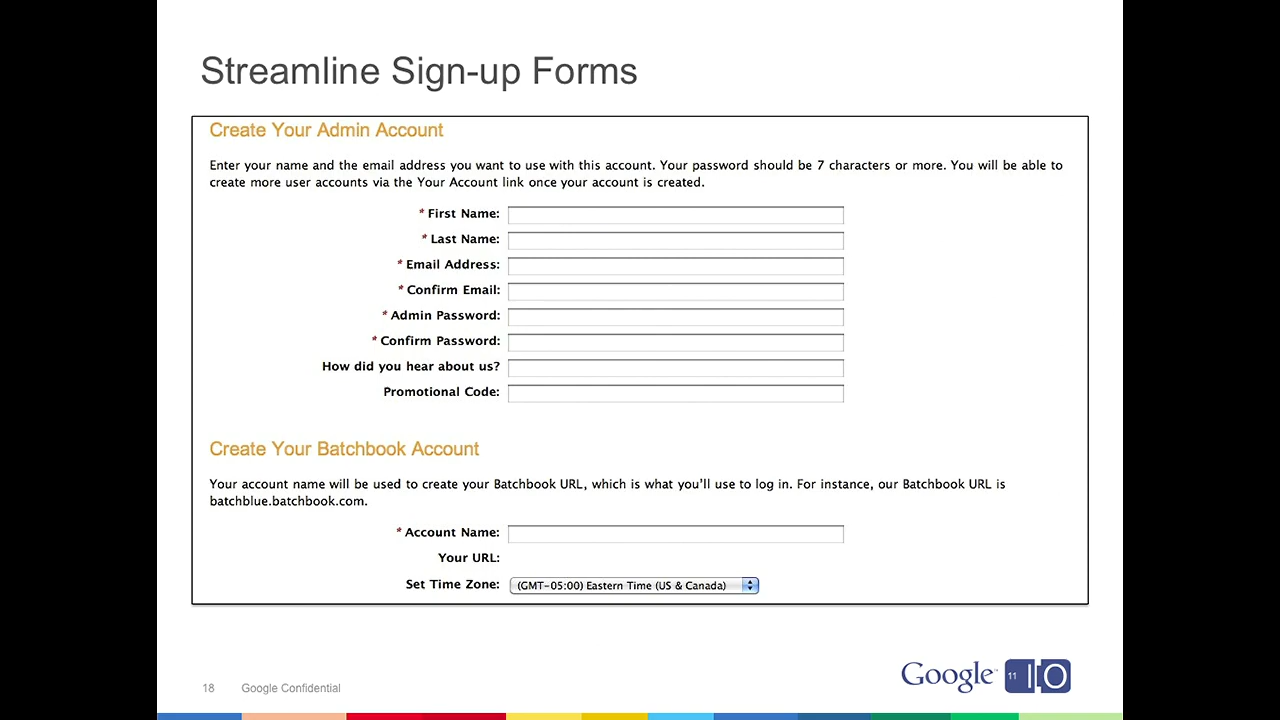 Streamline Sign-up Forms
Create Your Admin Account
Enter your name and the email address you want to use with this account. Your password should be 7 characters or more. You will be able to
create more user accounts via the Your Account link once your account is created.
* First Name:
* Last Name:
* Email Address:
* Confirm Email:
* Admin Password:
* Confirm Password:
How did you hear about us?
Promotional Code:
Create Your Batchbook Account
Your account name will be used to create your Batchbook URL, which is what you'll use to log in. For instance, our Batchbook URL is
batchblue.batchbook.com.
* Account Name:
Your URL:
Set Time Zone: (GMT-05:00) Eastern Time (US & Canada)
18 Google Confidential
Google™ 11 IO